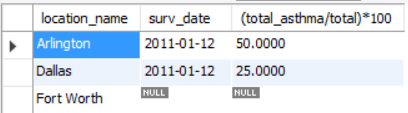 location_name surv_date (total_asthma/total)*100
Arlington 2011-01-12 50.0000
Dallas 2011-01-12 25.0000
Fort Worth NULL NULL